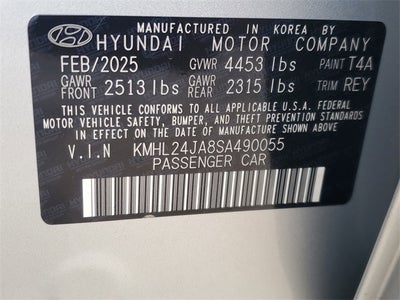 MANUFACTURED IN KOREA BY
HYUNDAI MOTOR COMPANY
FEB/2025 GVWR 4453 lbs PAINT T4A
GAWR FRONT 2513 lbs GAWR REAR 2315 lbs TRIM REY
THIS VEHICLE CONFORMS TO ALL APPLICABLE U.S.A. FEDERAL
MOTOR VEHICLE SAFETY, BUMPER, AND THEFT PREVENTION STANDARDS
IN EFFECT ON THE DATE OF MANUFACTURE SHOWN ABOVE.
V.I.N KMHL24JA8SA490055
PASSENGER CAR